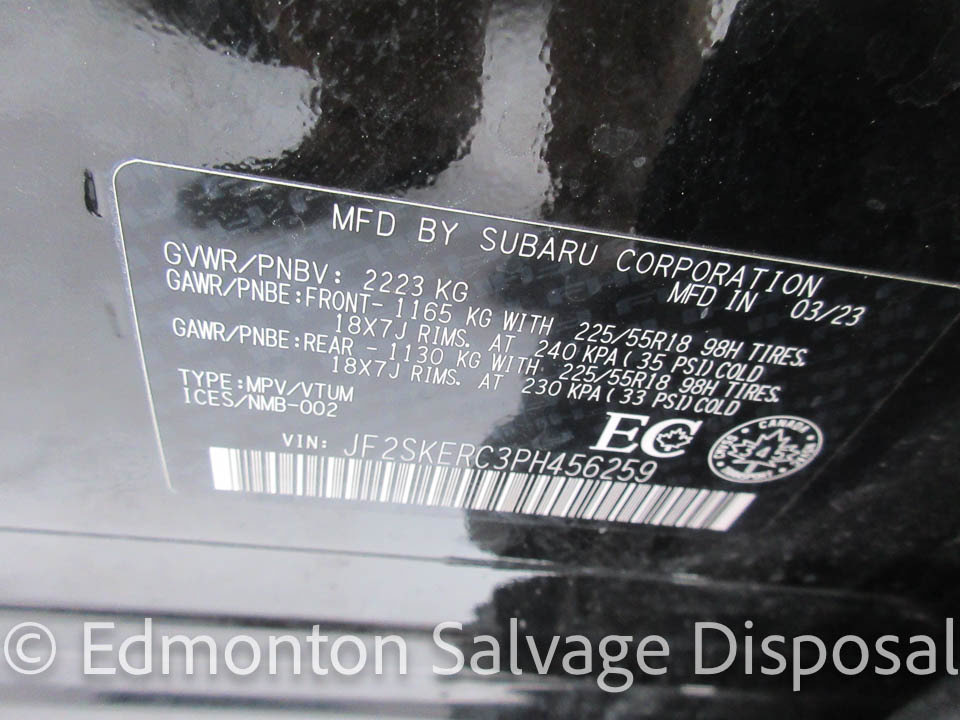 MFD BY SUBARU CORPORATION
GVWR/PNBV: 2223 KG MFD IN 03/23
GAWR/PNBE:FRONT- 1165 KG WITH 225/55R18 98H TIRES.
18X7J RIMS. AT 240 KPA(35 PSI)COLD
GAWR/PNBE:REAR - 1130 KG WITH 225/55R18 98H TIRES.
18X7J RIMS. AT 230 KPA(33 PSI)COLD
TYPE:MPV/VTUM
ICES/NMB-002
EC
CANADA
VIN: JF2SKERC3PH456259
© Edmonton Salvage Disposal